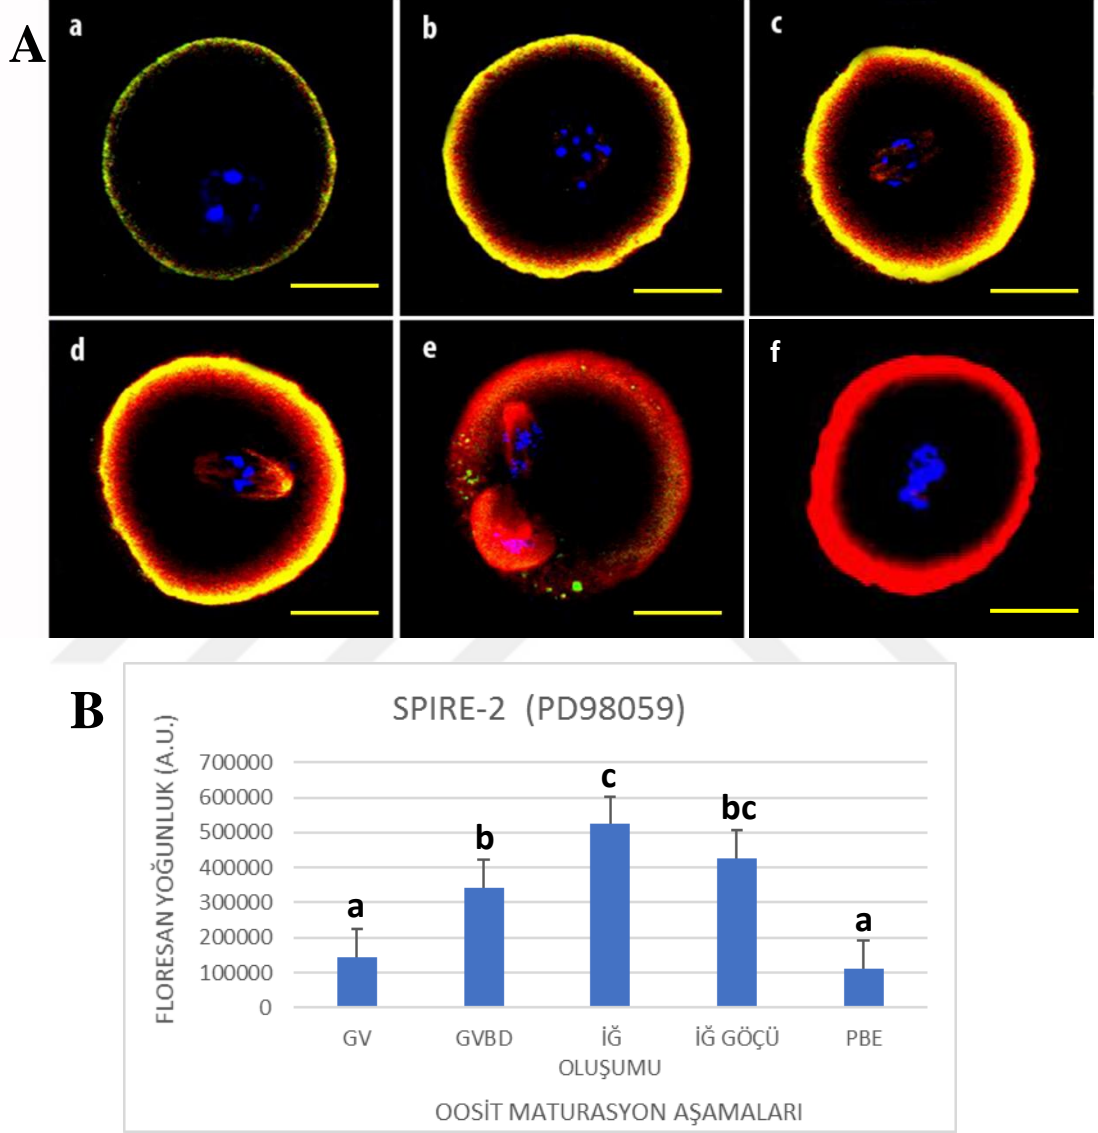 A
a
b
c
d
e
f
B
SPIRE-2 (PD98059)
FLORESAN YOĞUNLUK (A.U.)
700000
600000
500000
400000
300000
200000
100000
0
a
b
c
bc
a
GV
GVBD
İĞ
OLUŞUMU
İĞ GÖÇÜ
PBE
OOSİT MATURASYON AŞAMALARI